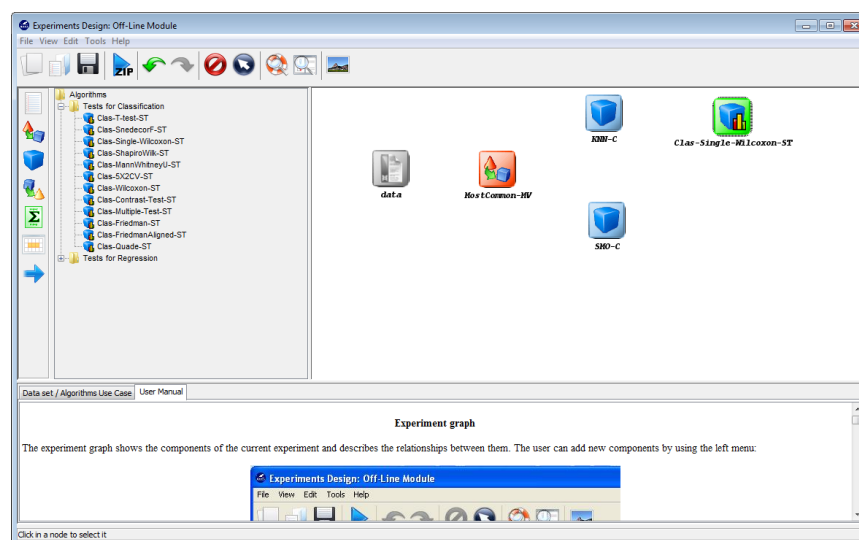 Experiments Design: Off-Line Module
File View Edit Tools Help
ZIP
Algorithms
Tests for Classification
Clas-T-test-ST
Clas-SnedecorF-ST
Clas-Single-Wilcoxon-ST
Clas-ShapiroWilk-ST
Clas-MannWhitneyU-ST
Clas-5X2CV-ST
Clas-Wilcoxon-ST
Clas-Contrast-Test-ST
Clas-Multiple-Test-ST
Clas-Friedman-ST
Clas-FriedmanAligned-ST
Clas-Quade-ST
Tests for Regression
Σ
data
MostCommon-MV
KNN-C
SMO-C
Clas-Single-Wilcoxon-ST
Data set / Algorithms Use Case User Manual
Experiment graph
The experiment graph shows the components of the current experiment and describes the relationships between them. The user can add new components by using the left menu:
Experiments Design: Off-Line Module
File View Edit Tools Help
Click in a node to select it